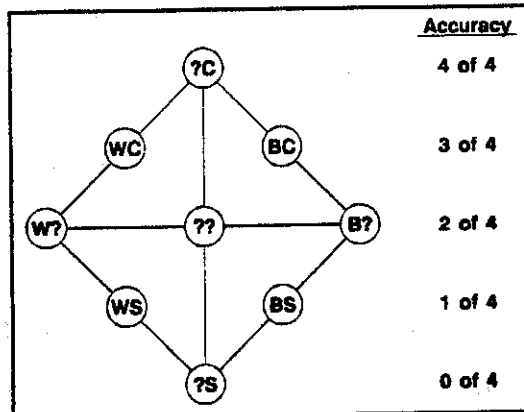 Accuracy
?C 4 of 4
WC BC 3 of 4
W? ?? B? 2 of 4
WS BS 1 of 4
?S 0 of 4